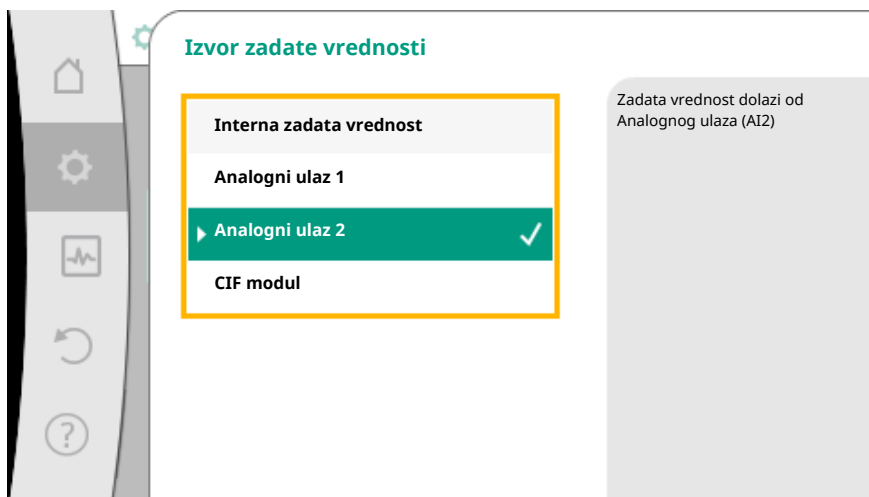 Izvor zadate vrednosti
Interna zadata vrednost
Analogni ulaz 1
Analogni ulaz 2
CIF modul
Zadata vrednost dolazi od
Analognog ulaza (AI2)